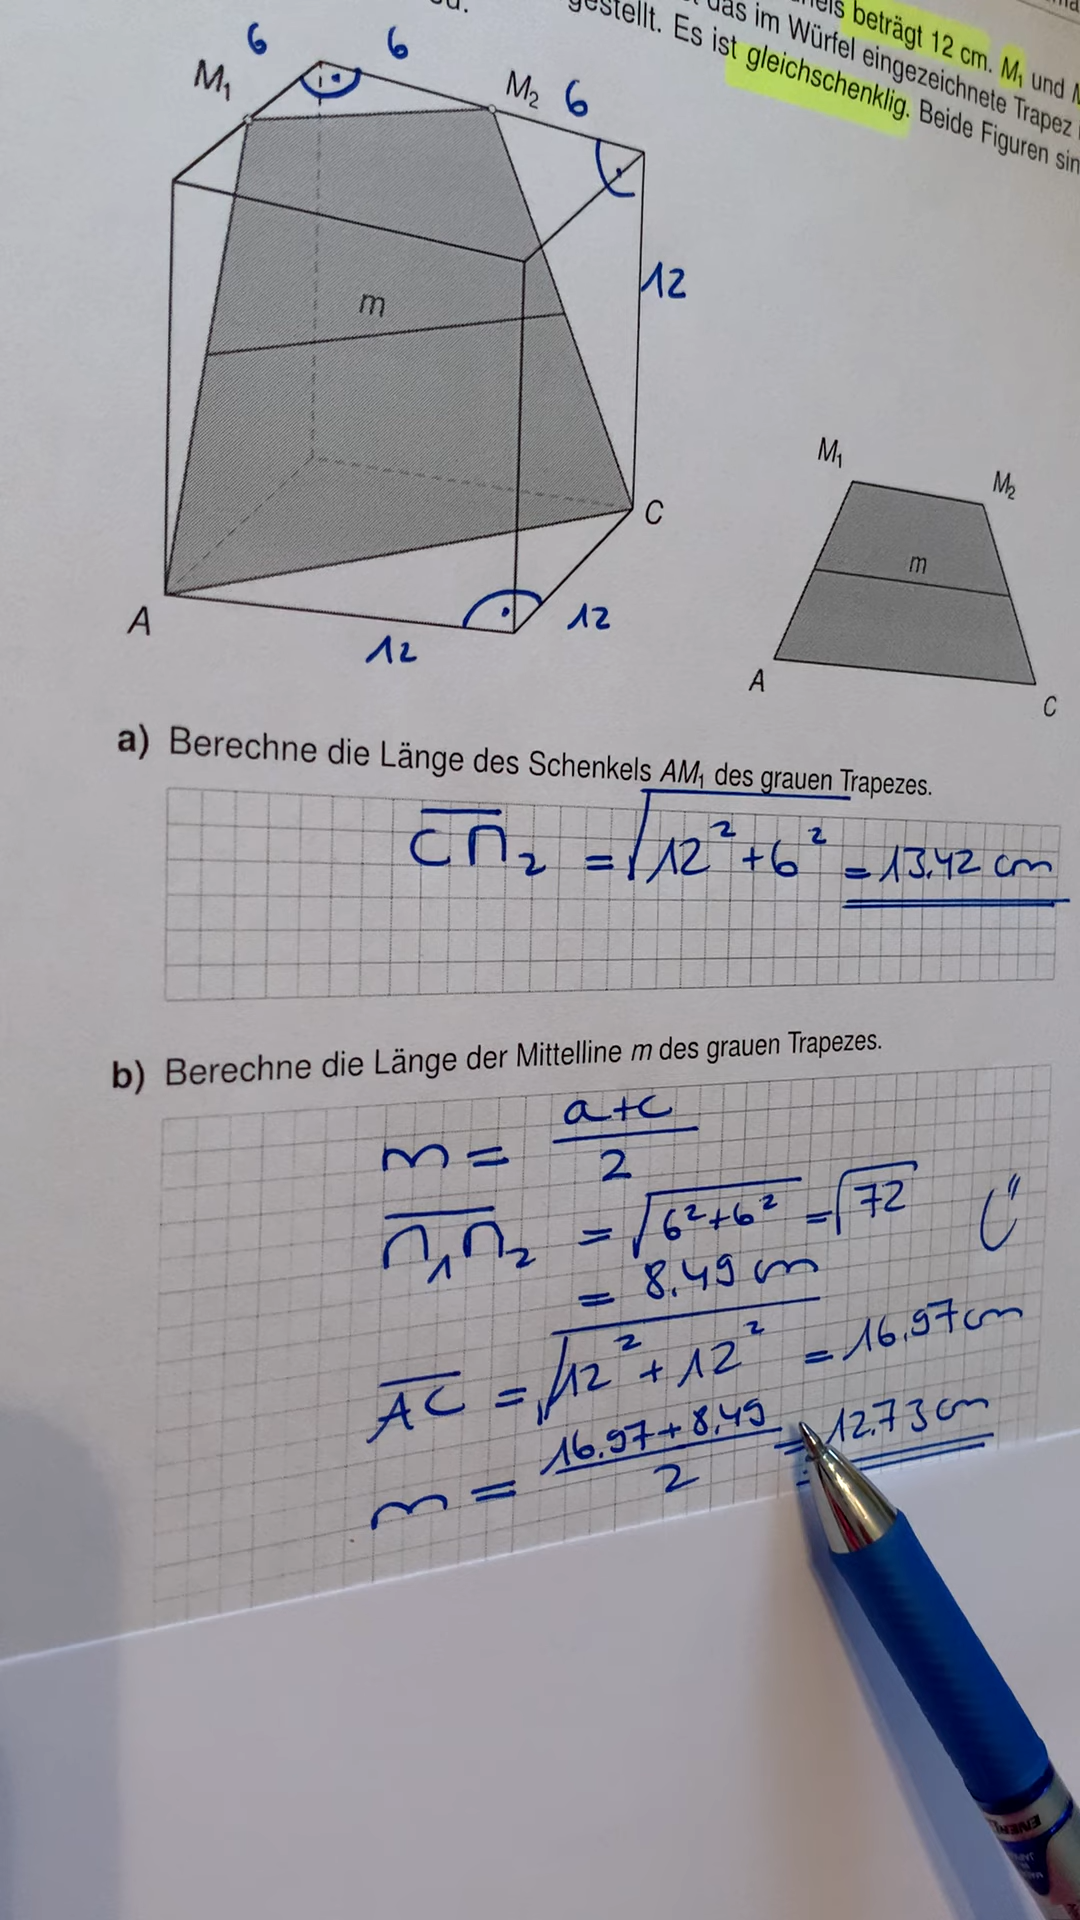 beträgt 12 cm. M₁ und
das im Würfel eingezeichnete Trapez
gestellt. Es ist gleichschenklig. Beide Figuren
6
6
M₁
M₂
6
12
m
C
A
12
12
M₁
M₂
m
A
C
a) Berechne die Länge des Schenkels AM₁ des grauen Trapezes.
CM₂ = √12² + 6² = 13,42 cm
b) Berechne die Länge der Mittelline m des grauen Trapezes.
m = a+c
2
M₁M₂ = √6²+6² = √72
= 8,49 cm
AC = √12² + 12² = 16,97 cm
m = 16,97+8,49 = 12,73 cm
2